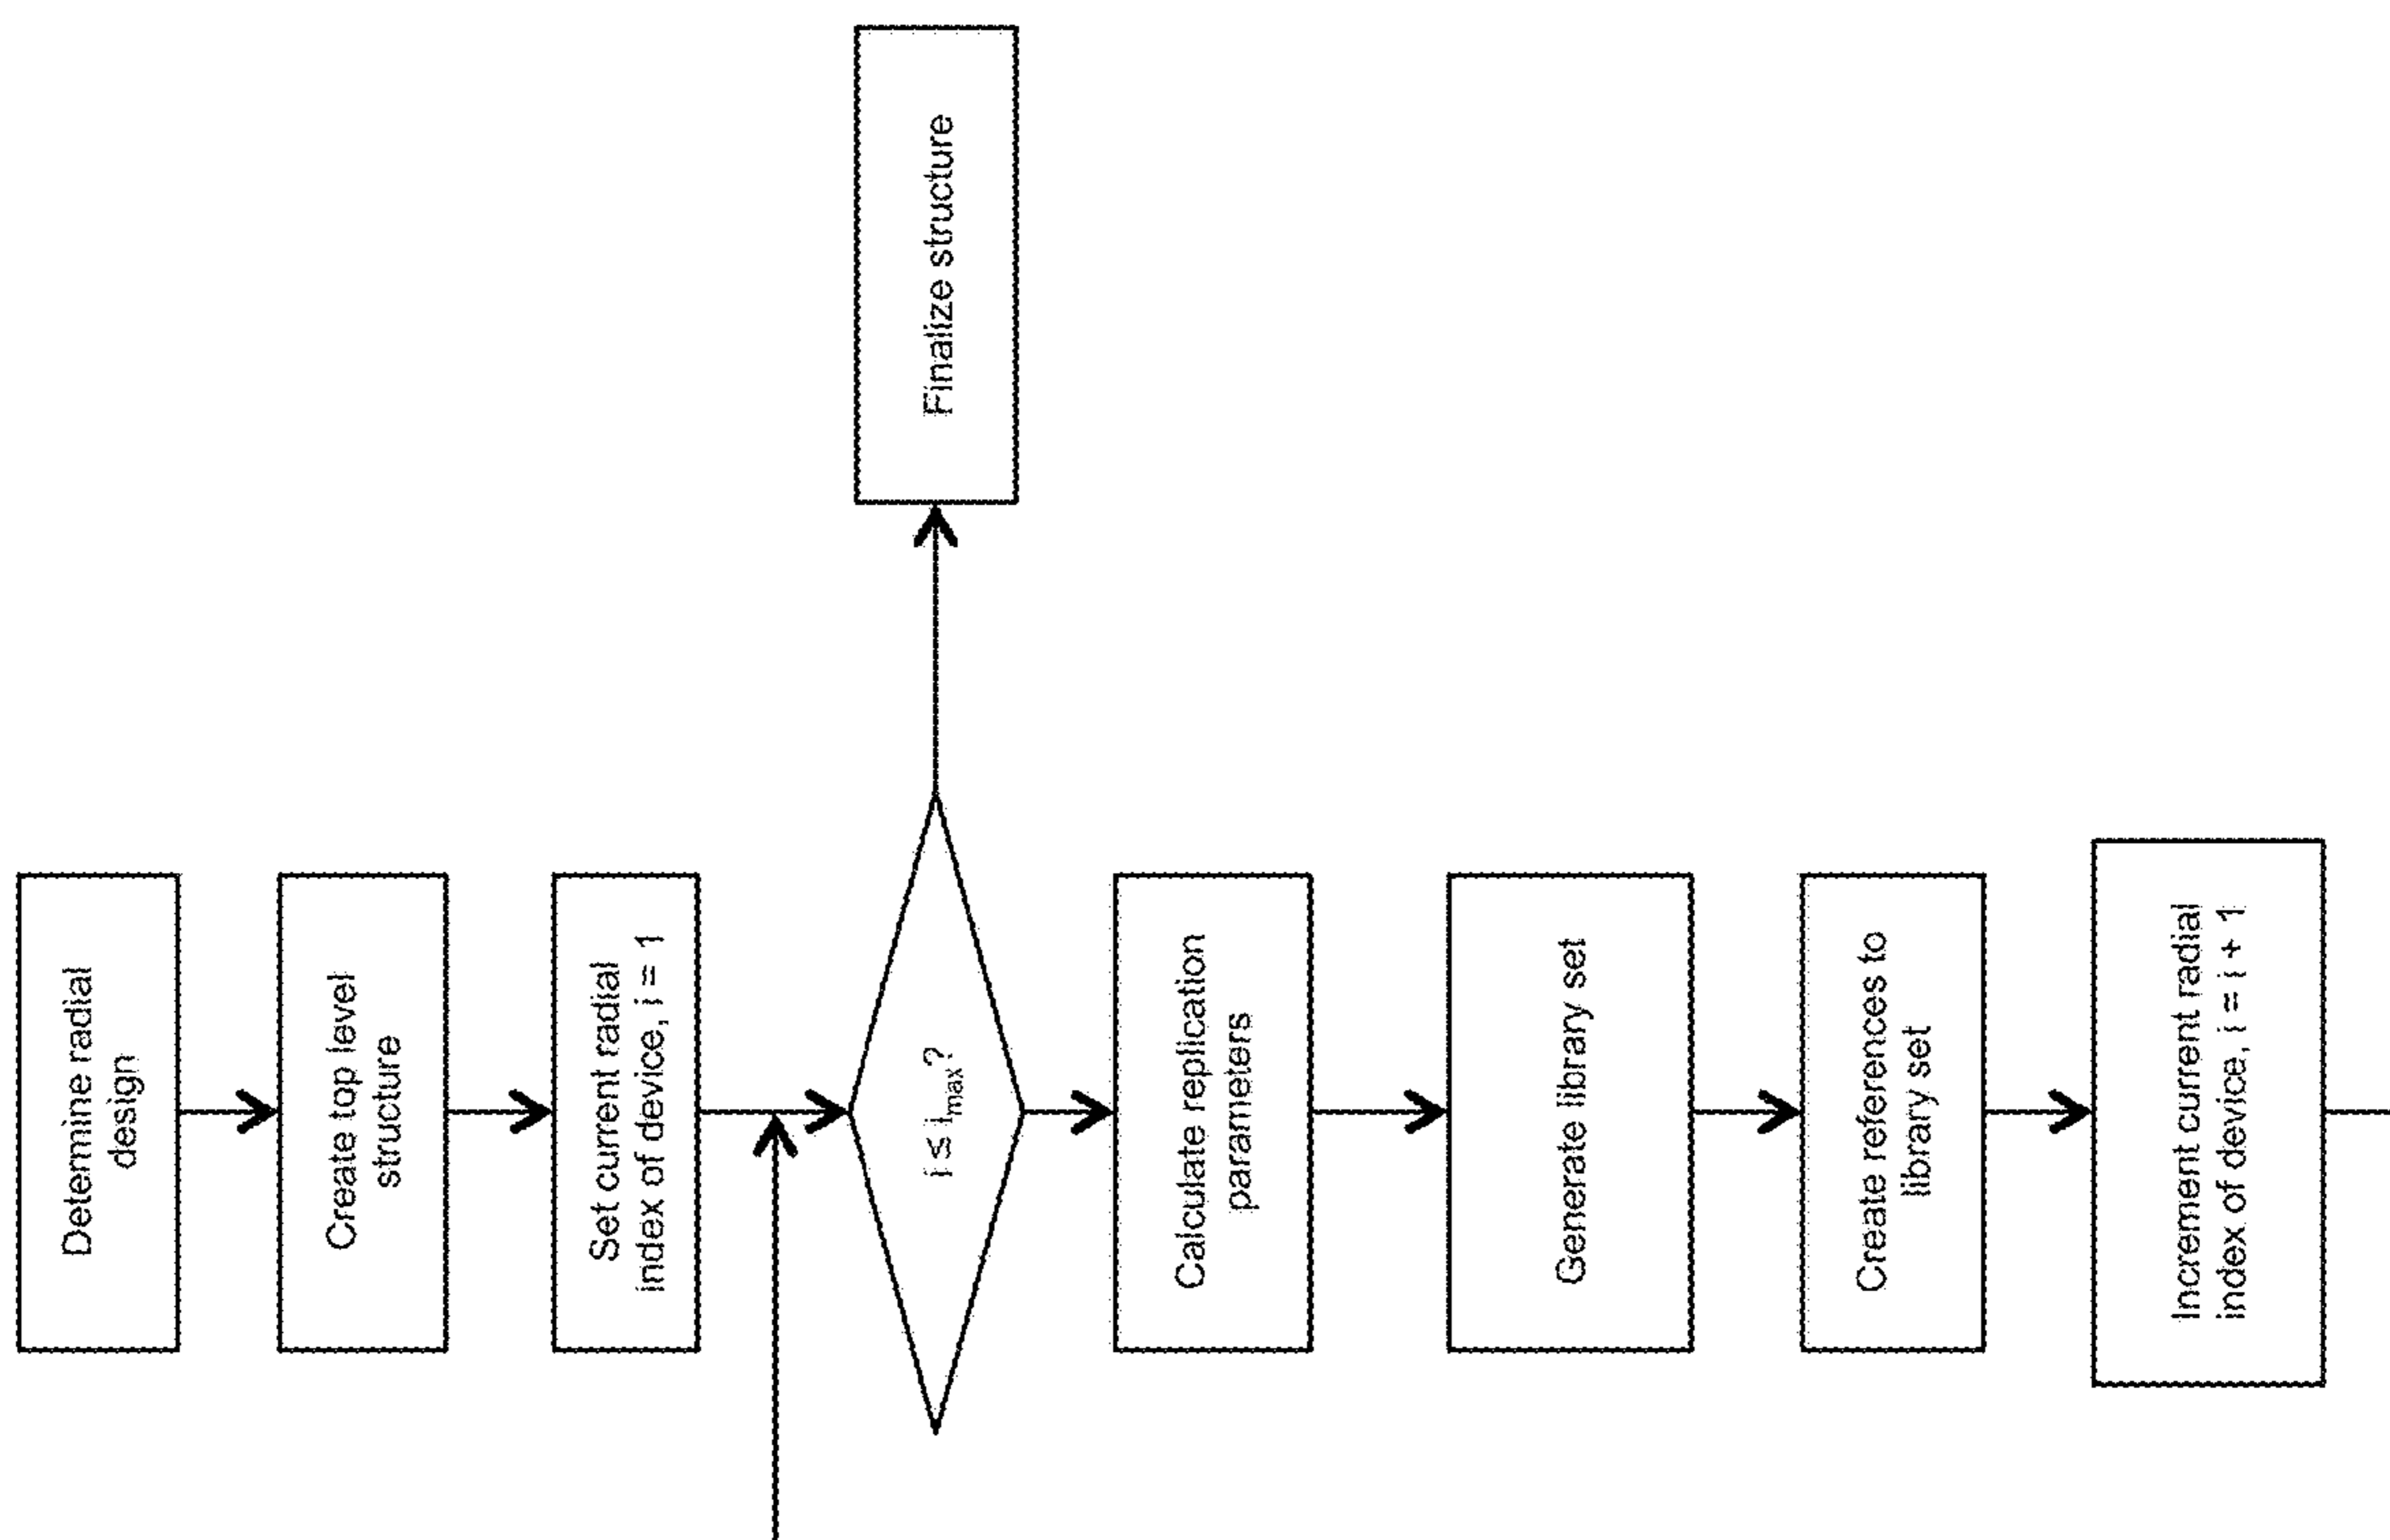 Determine radial
design
Create top level
structure
Set current radial
index of device, i = 1
i ≤ imax?
Finalize structure
Calculate replication
parameters
Generate library set
Create references to
library set
Increment current radial
index of device, i = i + 1